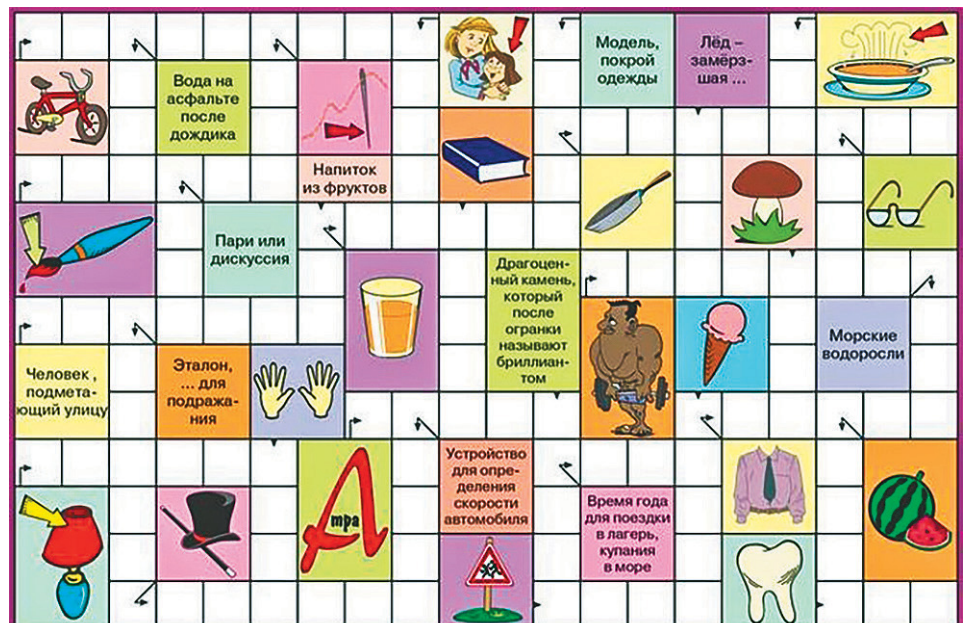 Модель,
покрой
одежды
Лёд –
замёрз-
шая ...
Вода на
асфальте
после
дождика
Напиток
из фруктов
Пари или
дискуссия
Драгоцен-
ный камень,
который
после
огранки
называют
бриллиан-
том
Морские
водоросли
Человек ,
подмета-
ющий улицу
Эталон,
... для
подража-
ния
А
тра
Устройство
для опре-
деления
скорости
автомобиля
Время года
для поездки
в лагерь,
купания
в море